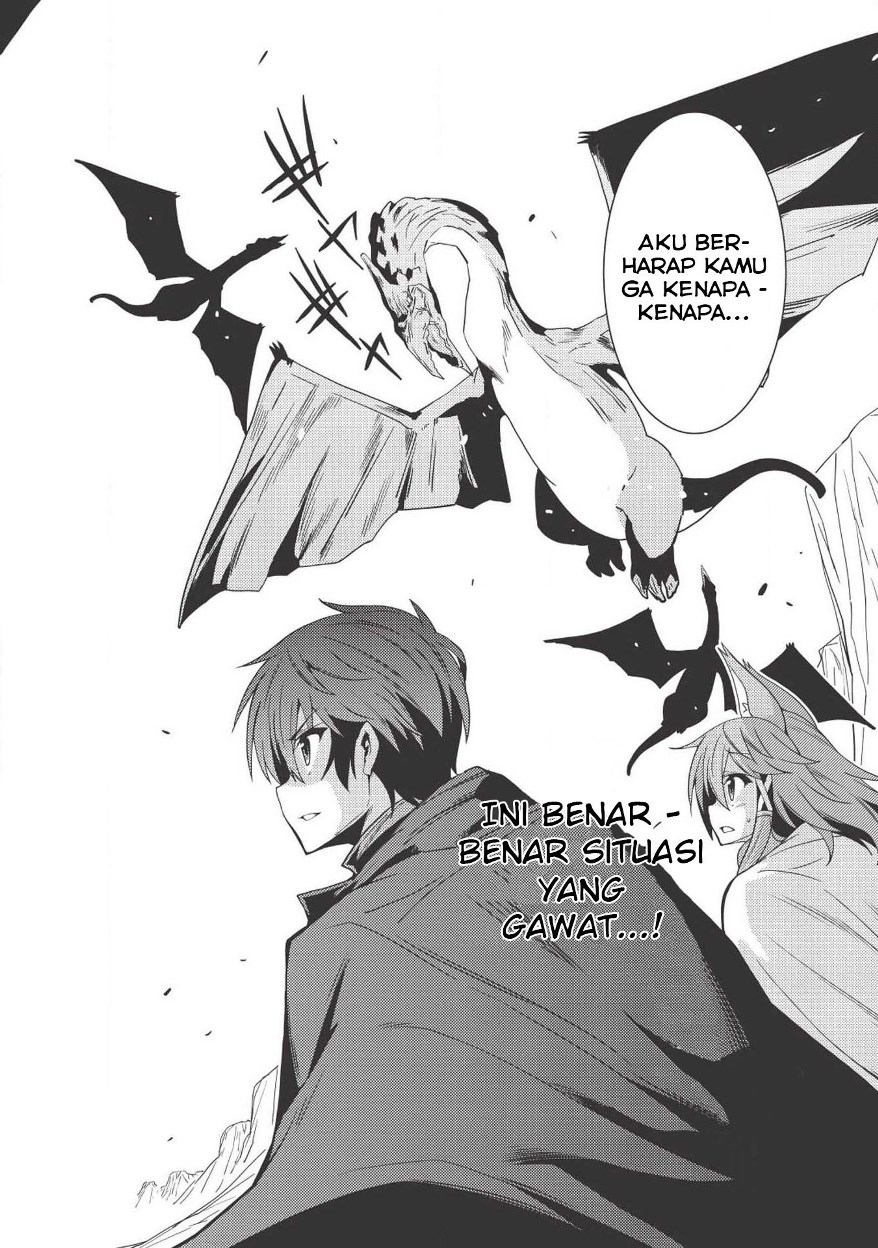 AKU BER-
HARAP KAMU
GA KENAPA -
KENAPA...
INI BENAR -
BENAR SITUASI
YANG
GAWAT...!